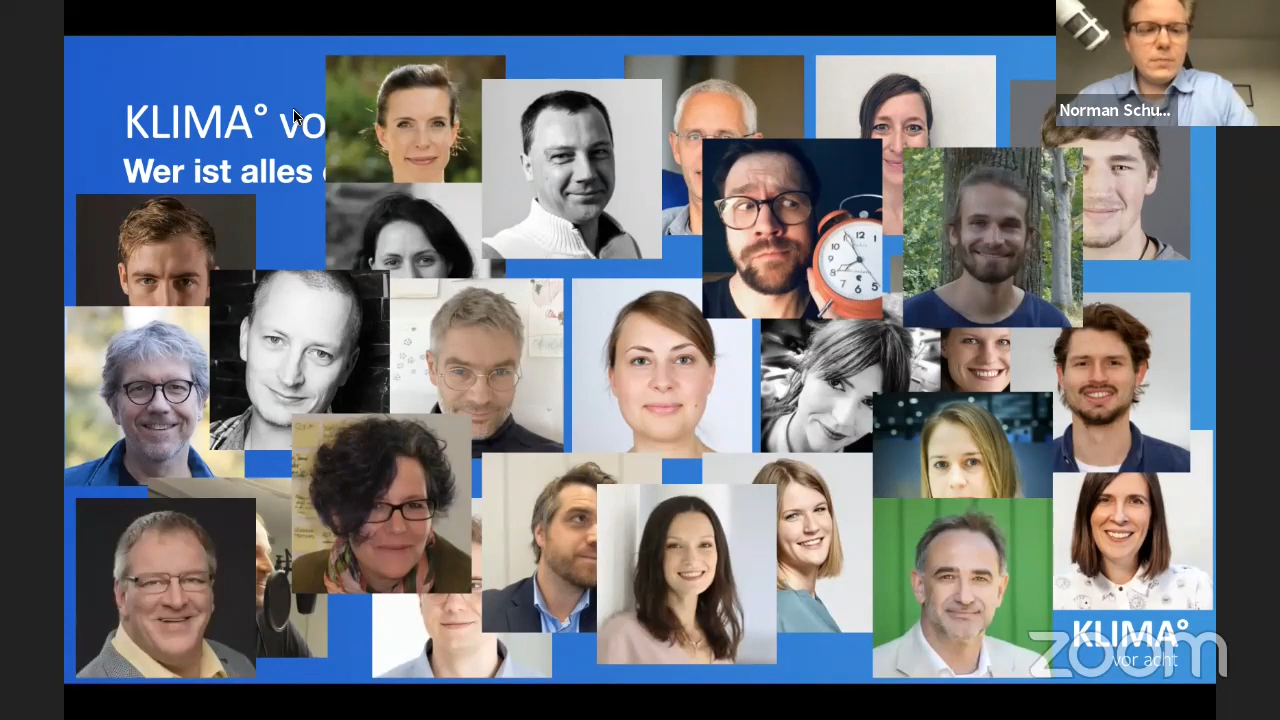 KLIMA° vo
Wer ist alles
Norman Schu...
KLIMA°
vor acht
zoom